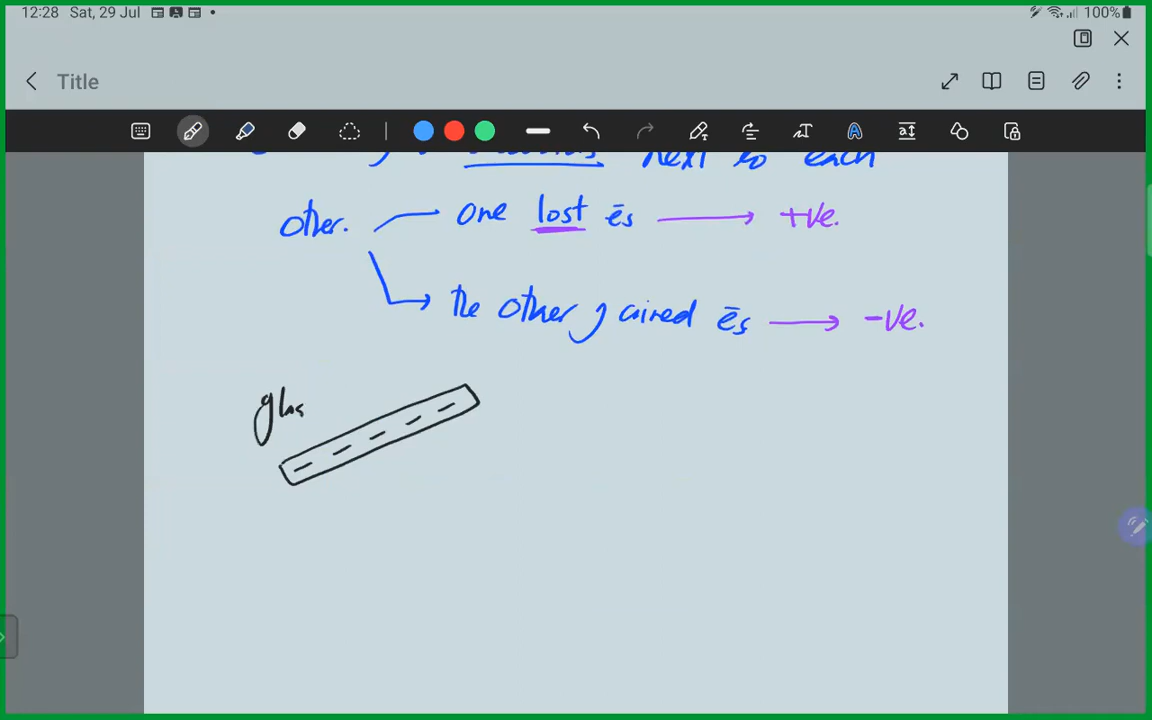 12:28 Sat, 29 Jul 100%
Title
next to each
other. one lost ēs +ve.
the other gained ēs -ve.
glas